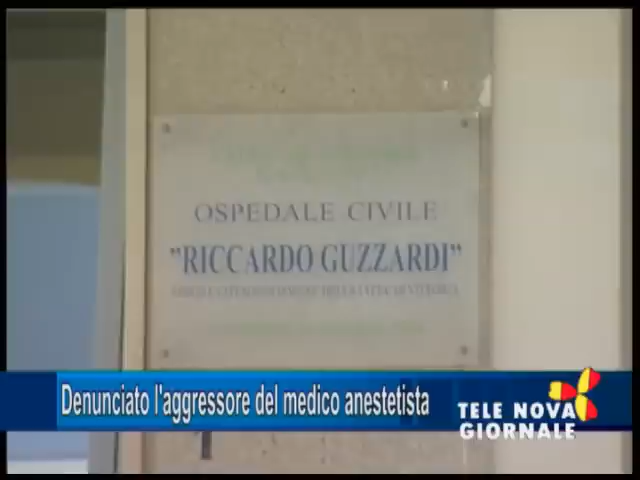 OSPEDALE CIVILE
"RICCARDO GUZZARDI"
Denunciato l'aggressore del medico anestetista
TELE NOVA
GIORNALE